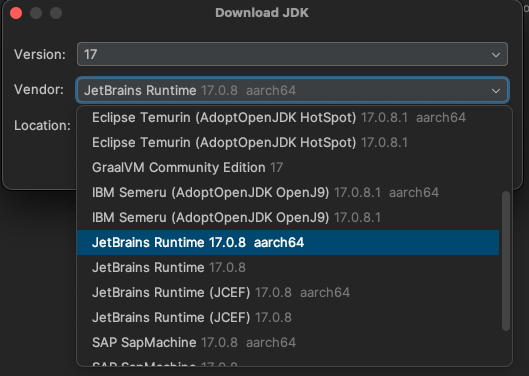 Download JDK
Version: 17
Vendor: JetBrains Runtime 17.0.8 aarch64
Location:
Eclipse Temurin (AdoptOpenJDK HotSpot) 17.0.8.1 aarch64
Eclipse Temurin (AdoptOpenJDK HotSpot) 17.0.8.1
GraalVM Community Edition 17
IBM Semeru (AdoptOpenJDK OpenJ9) 17.0.8.1 aarch64
IBM Semeru (AdoptOpenJDK OpenJ9) 17.0.8.1
JetBrains Runtime 17.0.8 aarch64
JetBrains Runtime 17.0.8
JetBrains Runtime (JCEF) 17.0.8 aarch64
JetBrains Runtime (JCEF) 17.0.8
SAP SapMachine 17.0.8 aarch64
SAP SapMachine 17.0.8